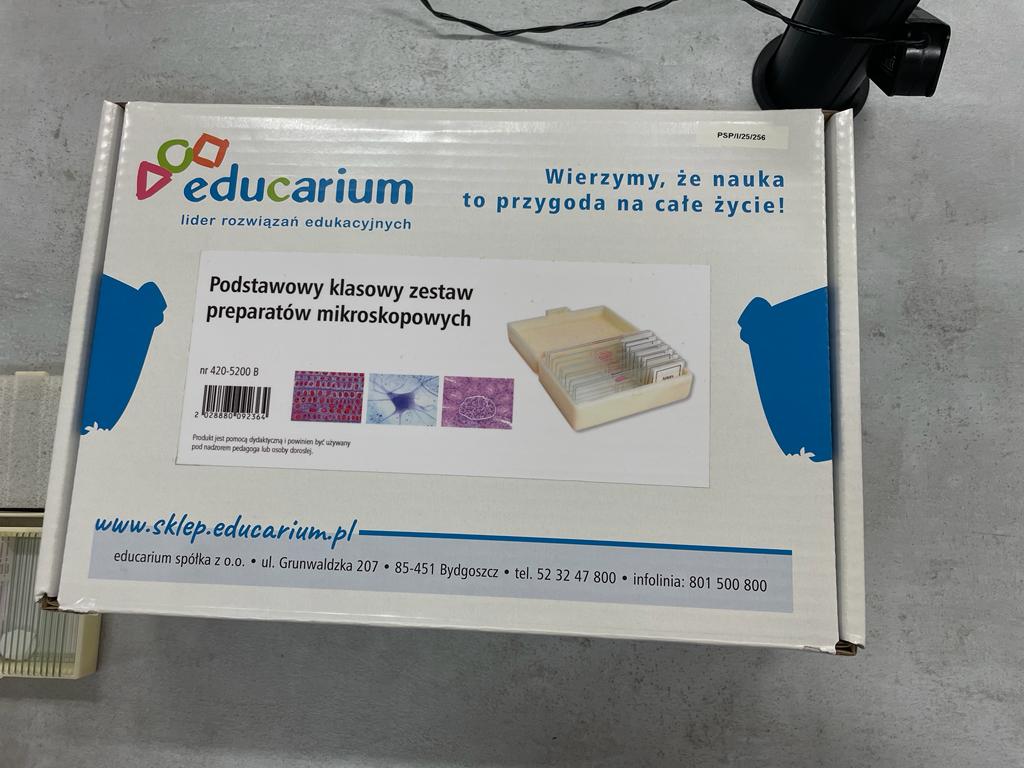 PSP/I/25/256
educarium
lider rozwiązań edukacyjnych
Wierzymy, że nauka
to przygoda na całe życie!
Podstawowy klasowy zestaw
preparatów mikroskopowych
nr 420-5200 B
2 028880 092364
Produkt jest pomocą dydaktyczną i powinien być używany
pod nadzorem pedagoga lub osoby dorosłej.
www.sklep.educarium.pl
educarium spółka z o.o. • ul. Grunwaldzka 207 • 85-451 Bydgoszcz • tel. 52 32 47 800 • infolinia: 801 500 800